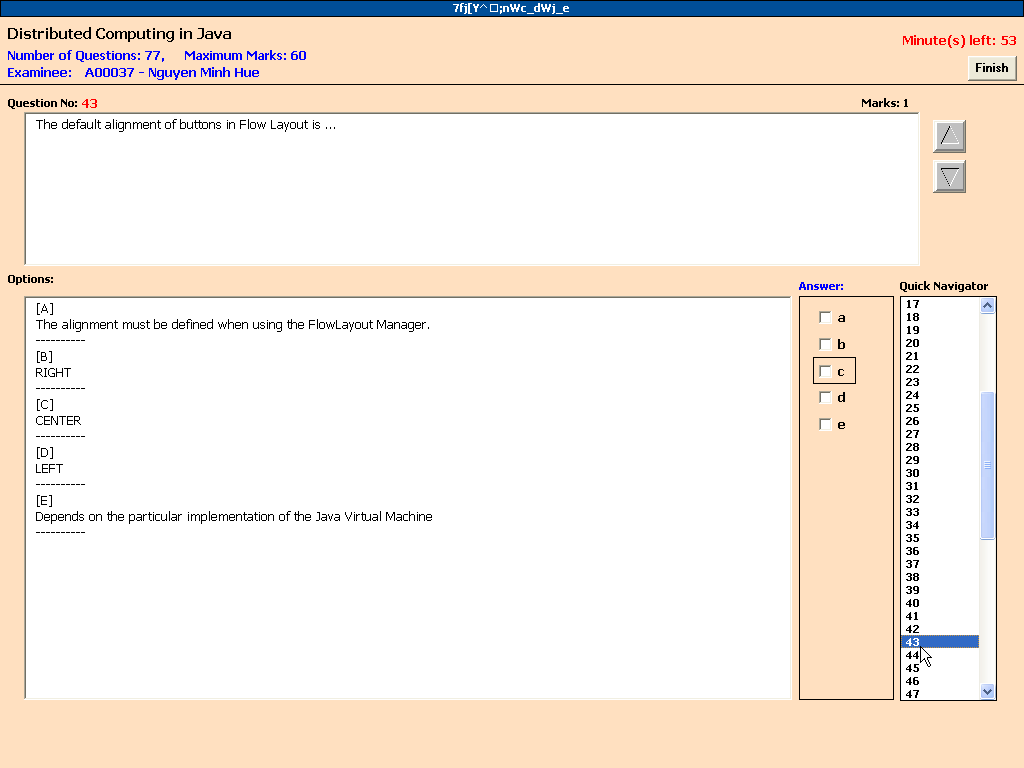 7fj[Y^ □;nWc_dWj_e
Distributed Computing in Java
Number of Questions: 77, Maximum Marks: 60
Minute(s) left: 53
Examinee: A00037 - Nguyen Minh Hue
Finish
Question No: 43
Marks: 1
The default alignment of buttons in Flow Layout is ...
Options:
[A]
The alignment must be defined when using the FlowLayout Manager.
----------
[B]
RIGHT
----------
[C]
CENTER
----------
[D]
LEFT
----------
[E]
Depends on the particular implementation of the Java Virtual Machine
----------
Answer:
a
b
c
d
e
Quick Navigator
17
18
19
20
21
22
23
24
25
26
27
28
29
30
31
32
33
34
35
36
37
38
39
40
41
42
43
44
45
46
47